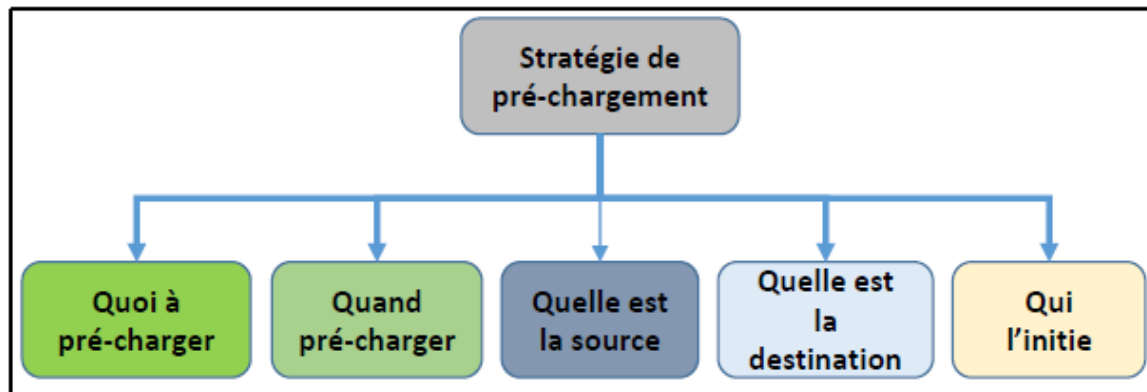 Stratégie de
pré-chargement
Quoi à
pré-charger
Quand
pré-charger
Quelle est
la source
Quelle est
la
destination
Qui
l'initie